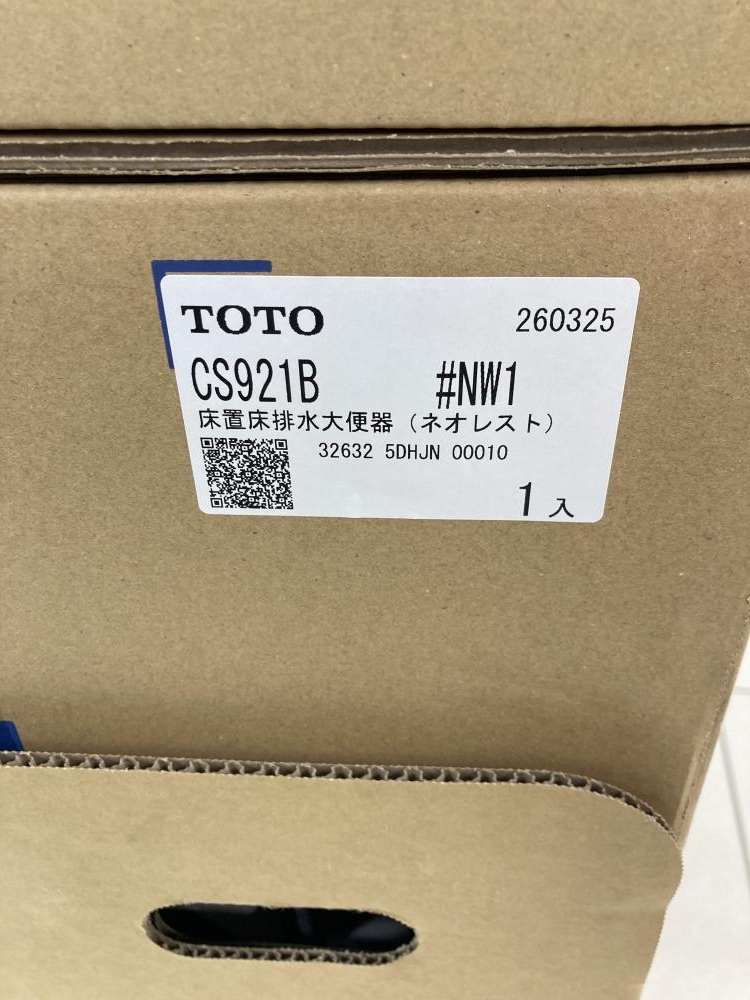 TOTO 260325
CS921B #NW1
床置床排水大便器(ネオレスト)
32632 5DHJN 00010
1入